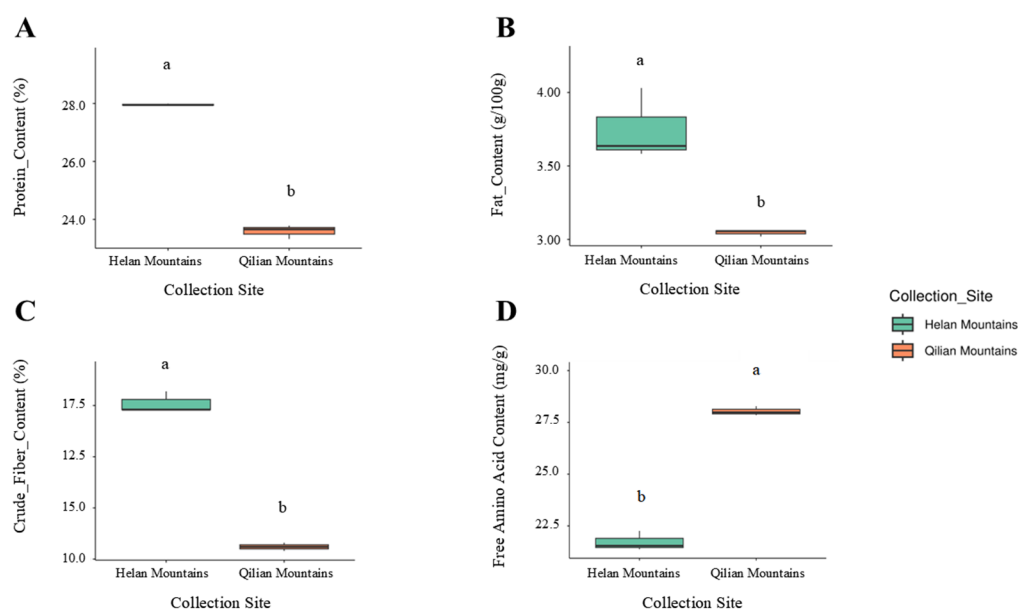 A
Protein_Content (%)
28.0
26.0
24.0
a
b
Helan Mountains
Qilian Mountains
Collection Site
B
Fat_Content (g/100g)
4.00
3.50
3.00
a
b
Helan Mountains
Qilian Mountains
Collection Site
C
Crude_Fiber_Content (%)
17.5
12.5
15.0
10.0
a
b
Helan Mountains
Qilian Mountains
Collection Site
D
Free Amino Acid Content (mg/g)
30.0
27.5
25.0
22.5
b
a
Helan Mountains
Qilian Mountains
Collection Site
Collection_Site
Helan Mountains
Qilian Mountains